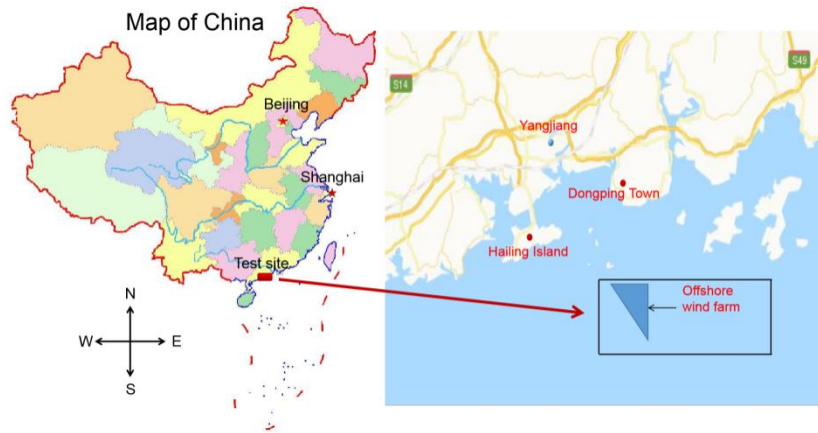 Map of China
Beijing
Shanghai
Test site
N
W
E
S
S14
S49
Yangjiang
Dongping Town
Hailing Island
Offshore
wind farm